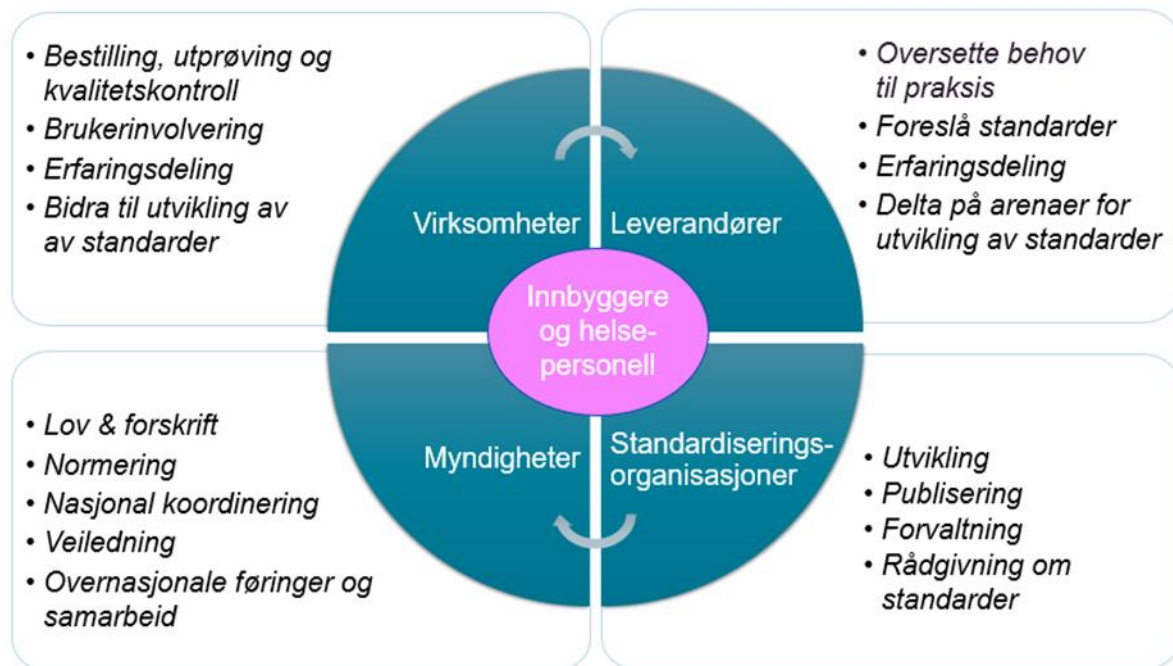 • Bestilling, utprøving og
kvalitetskontroll
• Brukerinvolvering
• Erfaringsdeling
• Bidra til utvikling av
av standarder
• Oversette behov
til praksis
• Foreslå standarder
• Erfaringsdeling
• Delta på arenaer for
utvikling av standarder
Virksomheter
Leverandører
Innbyggere
og helse-
personell
Myndigheter
Standardiserings-
organisasjoner
• Lov & forskrift
• Normering
• Nasjonal koordinering
• Veiledning
• Overnasjonale føringer og
samarbeid
• Utvikling
• Publisering
• Forvaltning
• Rådgivning om
standarder